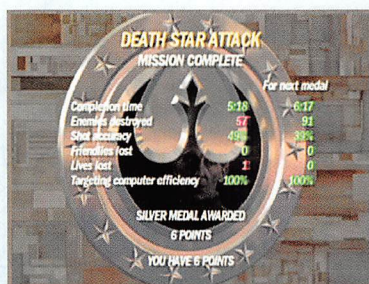 DEATH STAR ATTACK
MISSION COMPLETE
For next medal
Completion time 5:18 6:17
Enemies destroyed 57 91
Shot accuracy 49% 39%
Friendlies lost 0 0
Lives lost 1 0
Targeting computer efficiency 100% 100%
SILVER MEDAL AWARDED
6 POINTS
YOU HAVE 6 POINTS